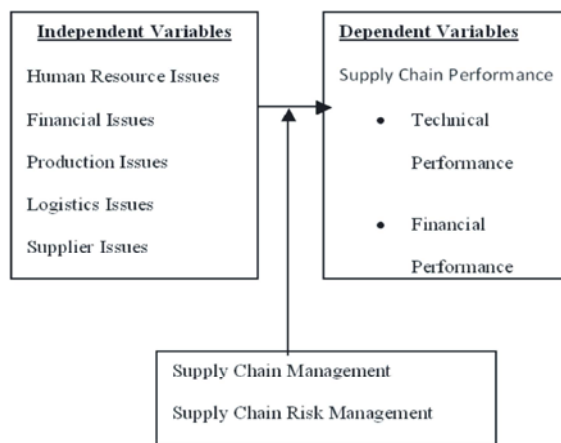 Independent Variables
Human Resource Issues
Financial Issues
Production Issues
Logistics Issues
Supplier Issues
Dependent Variables
Supply Chain Performance
• Technical
Performance
• Financial
Performance
Supply Chain Management
Supply Chain Risk Management